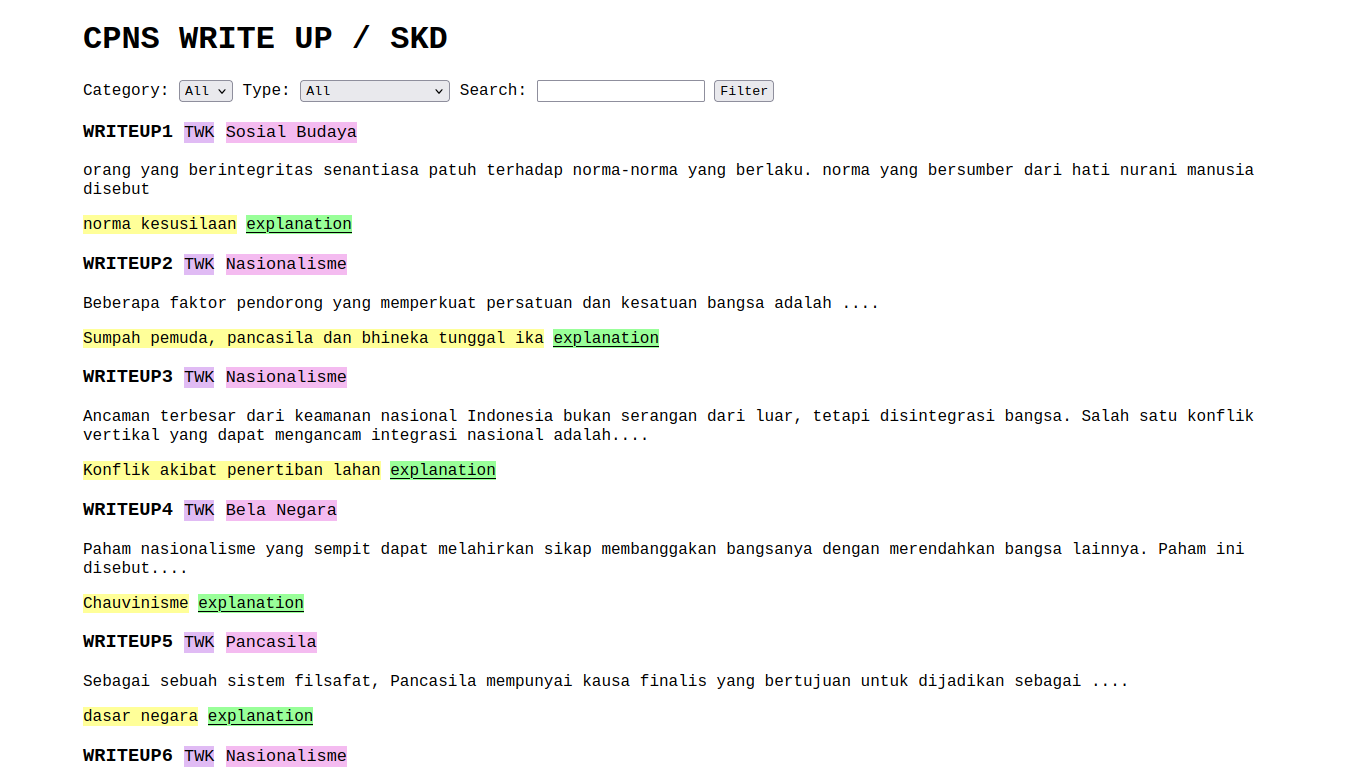 CPNS WRITE UP / SKD
Category: All Type: All Search: Filter
WRITEUP1 TWK Sosial Budaya
orang yang berintegritas senantiasa patuh terhadap norma-norma yang berlaku. norma yang bersumber dari hati nurani manusia
disebut
norma kesusilaan explanation
WRITEUP2 TWK Nasionalisme
Beberapa faktor pendorong yang memperkuat persatuan dan kesatuan bangsa adalah ....
Sumpah pemuda, pancasila dan bhineka tunggal ika explanation
WRITEUP3 TWK Nasionalisme
Ancaman terbesar dari keamanan nasional Indonesia bukan serangan dari luar, tetapi disintegrasi bangsa. Salah satu konflik
vertikal yang dapat mengancam integrasi nasional adalah....
Konflik akibat penertiban lahan explanation
WRITEUP4 TWK Bela Negara
Paham nasionalisme yang sempit dapat melahirkan sikap membanggakan bangsanya dengan merendahkan bangsa lainnya. Paham ini
disebut....
Chauvinisme explanation
WRITEUP5 TWK Pancasila
Sebagai sebuah sistem filsafat, Pancasila mempunyai kausa finalis yang bertujuan untuk dijadikan sebagai ....
dasar negara explanation
WRITEUP6 TWK Nasionalisme